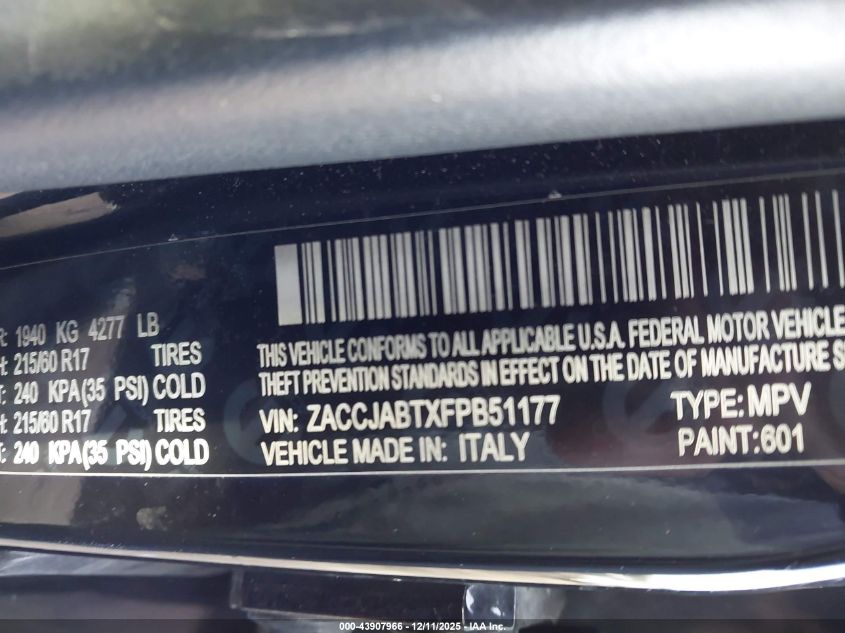 R: 1940 KG 4277 LB
H: 215/60 R17 TIRES
T: 240 KPA(35 PSI) COLD
H: 215/60 R17 TIRES
T: 240 KPA(35 PSI) COLD
THIS VEHICLE CONFORMS TO ALL APPLICABLE U.S.A. FEDERAL MOTOR VEHICLE
THEFT PREVENTION STANDARDS IN EFFECT ON THE DATE OF MANUFACTURE S
VIN: ZACCJABTXFPB51177 TYPE: MPV
VEHICLE MADE IN: ITALY PAINT:601
000-43907966 - 12/11/2025 - IAA Inc.